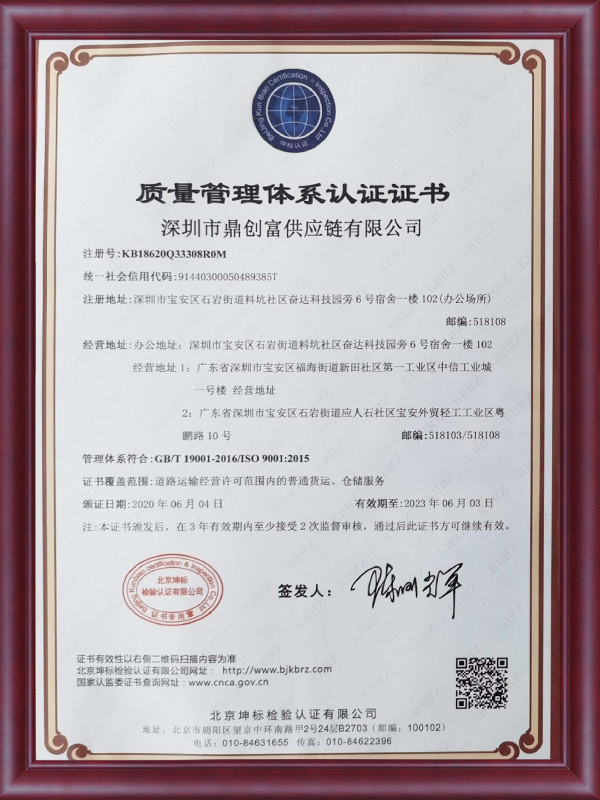 Beijing Kun Biao Certification & Inspection Co Ltd
质量管理体系认证证书
深圳市鼎创富供应链有限公司
注册号:KB18620Q33308R0M
统一社会信用代码:91440300050489385T
注册地址:深圳市宝安区石岩街道料坑社区奋达科技园旁6号宿舍一楼102(办公场所)
邮编:518108
经营地址:办公地址: 深圳市宝安区石岩街道料坑社区奋达科技园旁6号宿舍一楼102
经营地址1: 广东省深圳市宝安区福海街道新田社区第一工业区中信工业城
一号楼 经营地址
2: 广东省深圳市宝安区石岩街道应人石社区宝安外贸轻工工业区粤
鹏路10号 邮编:518103/518108
管理体系符合:GB/T 19001-2016/ISO 9001:2015
证书覆盖范围:道路运输经营许可范围内的普通货运、仓储服务
颁证日期:2020年06月04日 有效期至:2023年06月03日
注:本证书颁发后，在3年有效期内至少接受2次监督审核，通过后此证书方可继续有效。
Beijing Kunbiao certification & inspection Co Ltd
北京坤标
检验认证有限公司
签发人:
证书有效性以右侧二维码扫描内容为准
北京坤标检验认证有限公司网址: http://www.bjkbrz.com
国家认监委证书查询网址:www.cnca.gov.cn
北京坤标检验认证有限公司
地址: 北京市朝阳区望京中环南路甲2号24层B2703 (邮编: 100102)
电话: 010-84631655 传真: 010-84622396